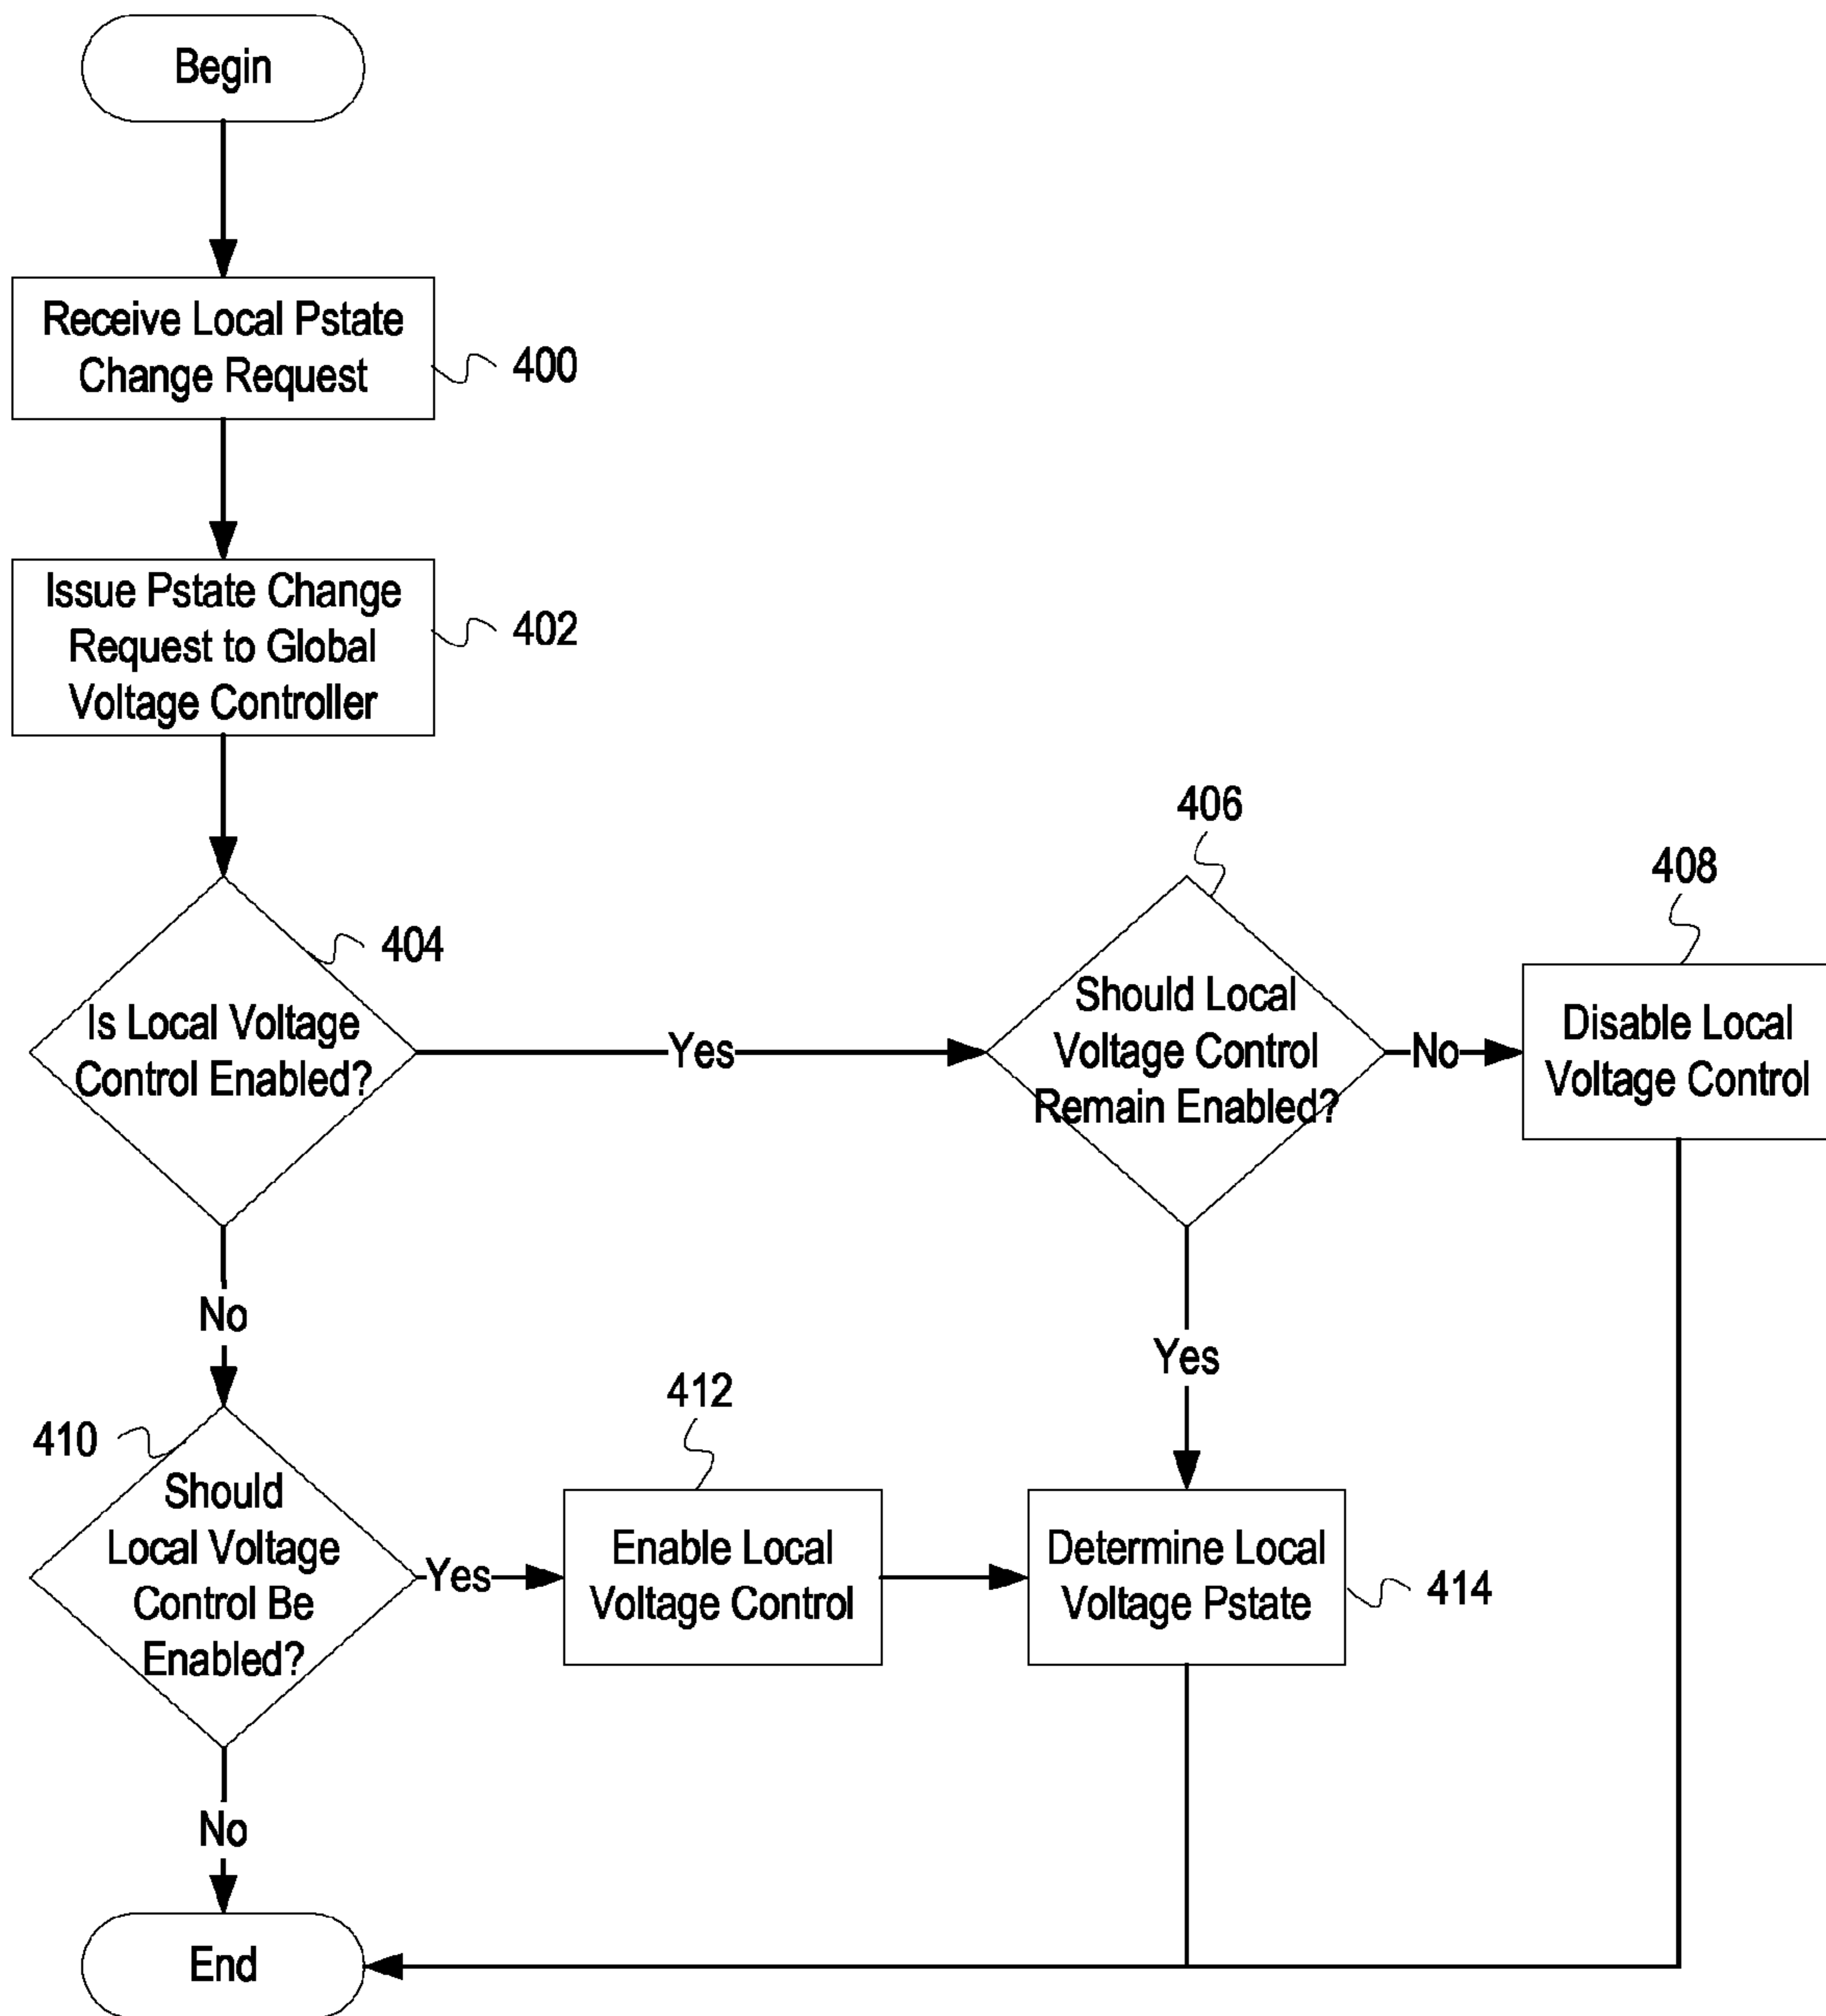 Begin
Receive Local Pstate
Change Request
400
Issue Pstate Change
Request to Global
Voltage Controller
402
404
Is Local Voltage
Control Enabled?
Yes
406
Should Local
Voltage Control
Remain Enabled?
No
408
Disable Local
Voltage Control
No
Yes
410
Should
Local Voltage
Control Be
Enabled?
Yes
412
Enable Local
Voltage Control
Determine Local
Voltage Pstate
414
No
End